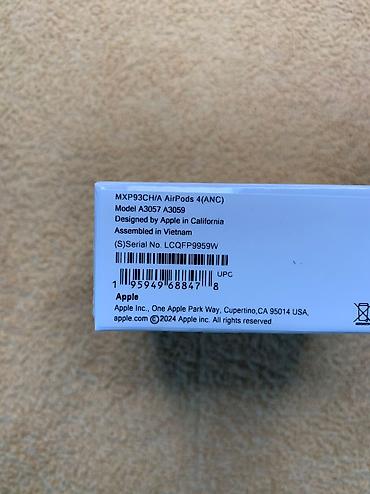 MXP93CH/A AirPods 4(ANC)
Model A3057 A3059
Designed by Apple in California
Assembled in Vietnam
(S)Serial No. LCQFP9959W
UPC
1 95949 68847 8
Apple
Apple Inc., One Apple Park Way, Cupertino,CA 95014 USA,
apple.com ©2024 Apple inc. All rights reserved